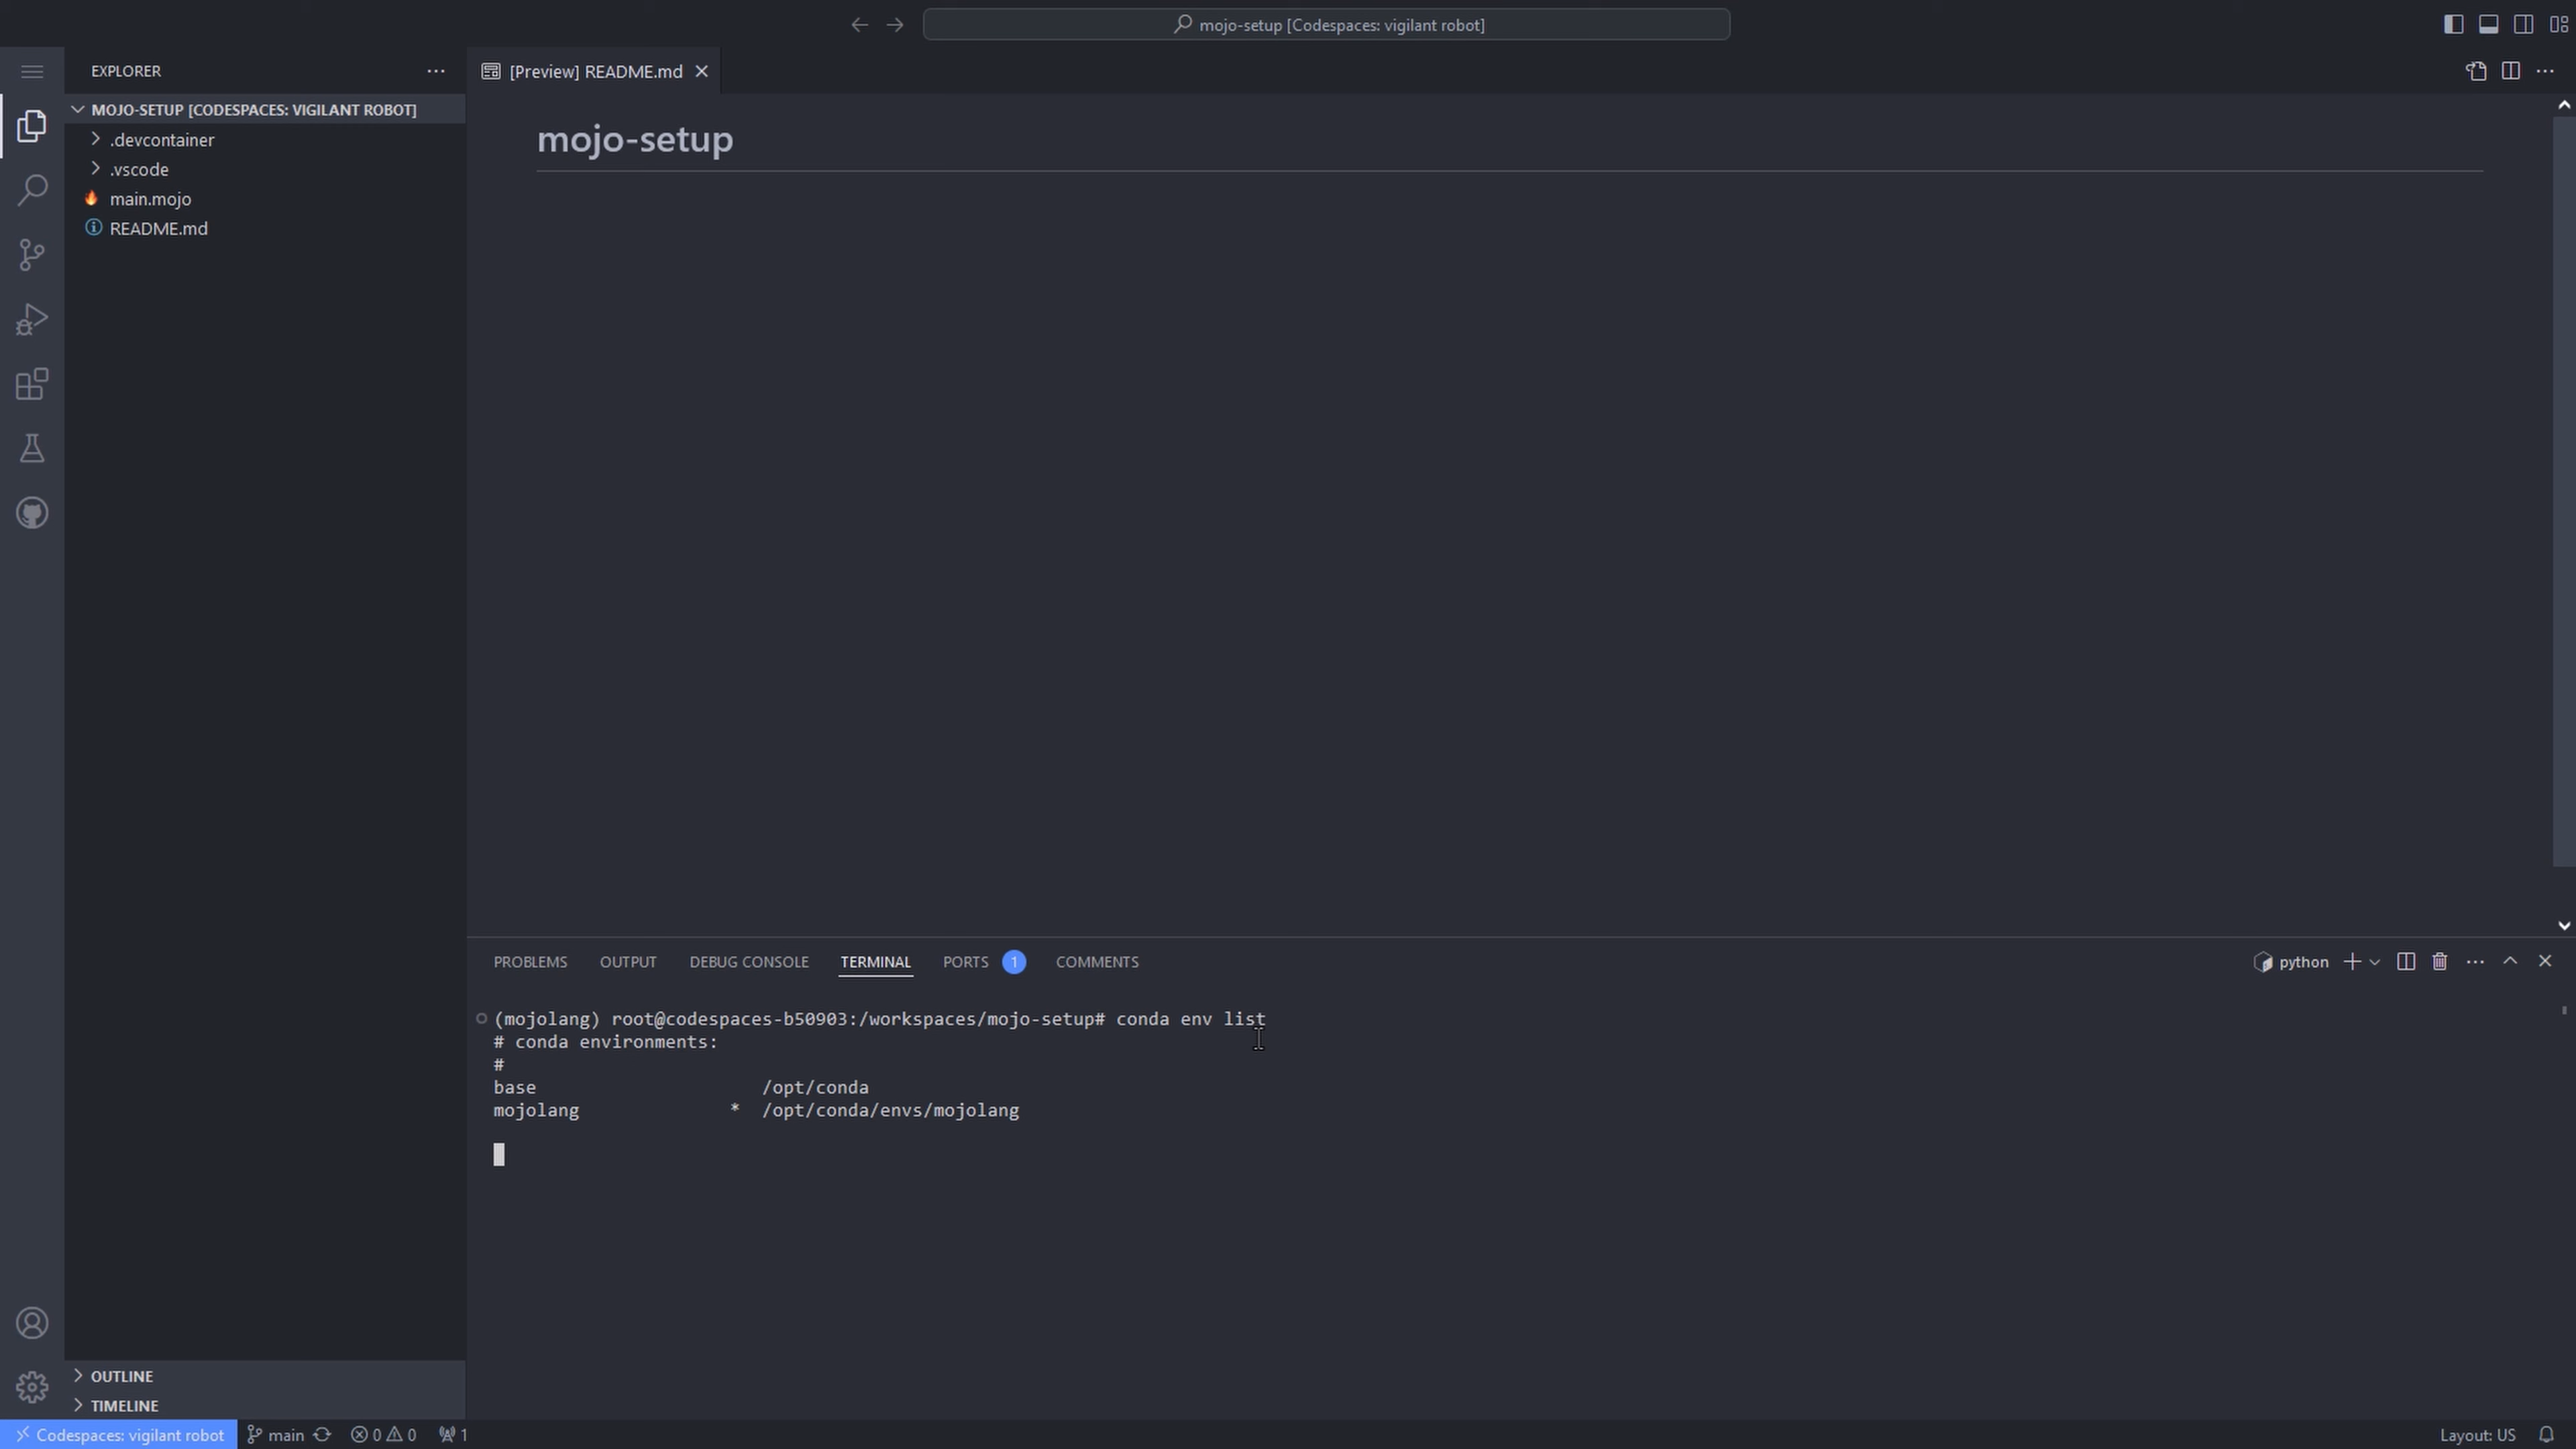 mojo-setup [Codespaces: vigilant robot]
EXPLORER
[Preview] README.md
MOJO-SETUP [CODESPACES: VIGILANT ROBOT]
.devcontainer
.vscode
main.mojo
README.md
mojo-setup
PROBLEMS OUTPUT DEBUG CONSOLE TERMINAL PORTS 1 COMMENTS
python
(mojolang) root@codespaces-b50903:/workspaces/mojo-setup# conda env list
# conda environments:
#
base /opt/conda
mojolang * /opt/conda/envs/mojolang
OUTLINE
TIMELINE
Codespaces: vigilant robot main 0 0 1 Layout: US